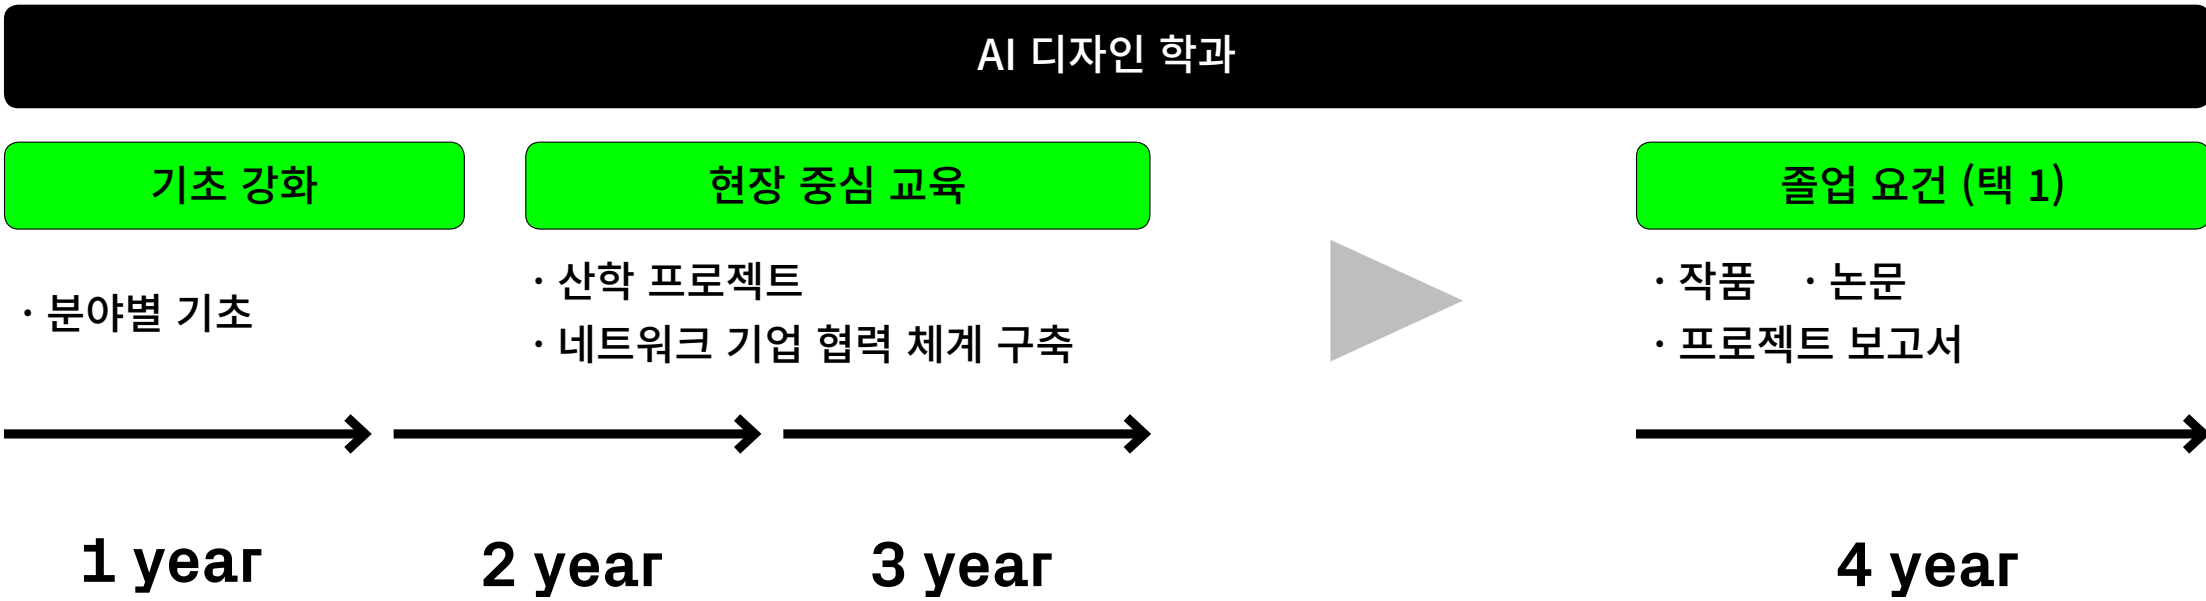 AI 디자인 학과
기초 강화
현장 중심 교육
졸업 요건 (택 1)
· 분야별 기초
· 산학 프로젝트
· 네트워크 기업 협력 체계 구축
· 작품 · 논문
· 프로젝트 보고서
1 year
2 year
3 year
4 year